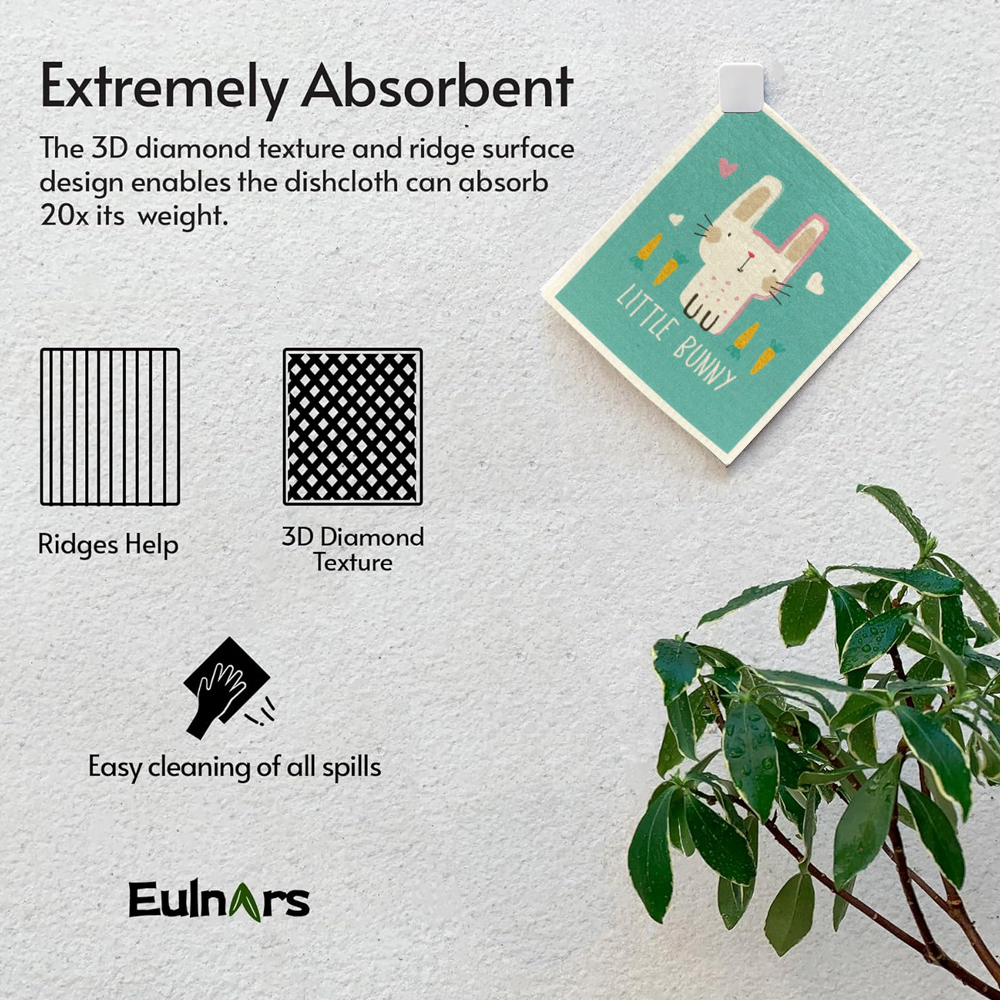 Extremely Absorbent
The 3D diamond texture and ridge surface
design enables the dishcloth can absorb
20x its weight.
LITTLE BUNNY
Ridges Help
3D Diamond
Texture
Easy cleaning of all spills
Eulnars